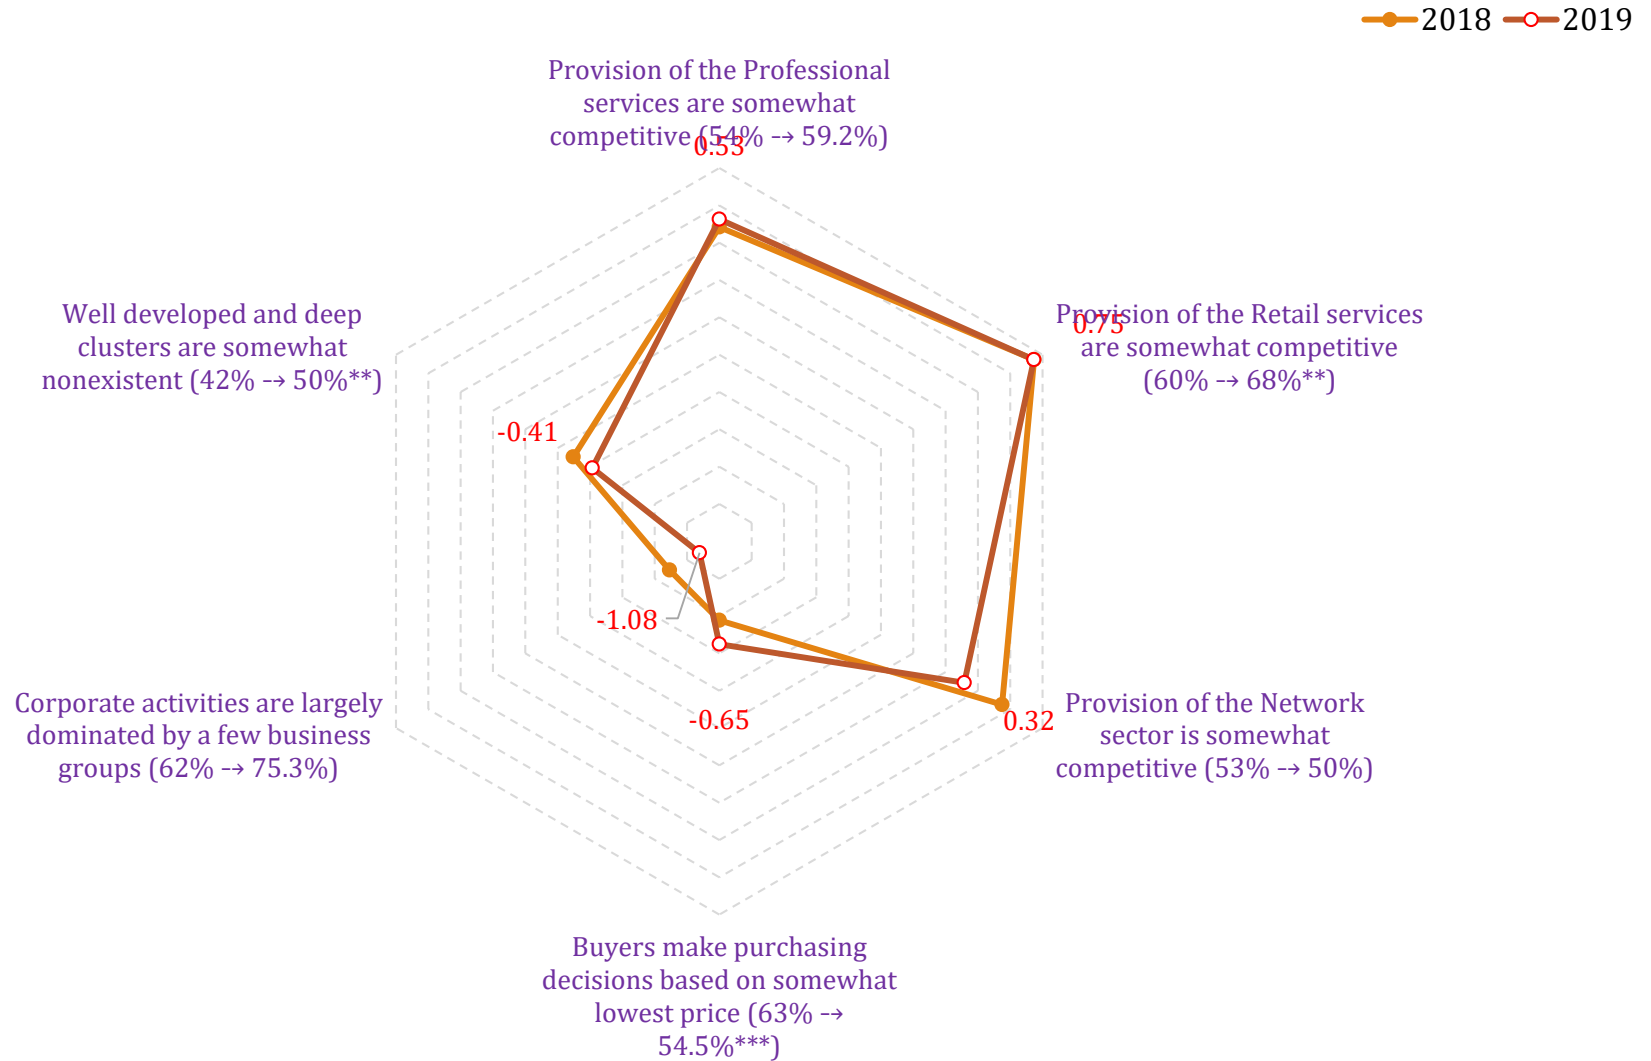 2018
2019
Provision of the Professional
services are somewhat
competitive (54% --> 59.2%)
0.53
Provision of the Retail services
are somewhat competitive
(60% --> 68%**)
0.75
Well developed and deep
clusters are somewhat
nonexistent (42% --> 50%**)
-0.41
-1.08
Corporate activities are largely
dominated by a few business
groups (62% --> 75.3%)
-0.65
0.32
Provision of the Network
sector is somewhat
competitive (53% --> 50%)
Buyers make purchasing
decisions based on somewhat
lowest price (63% -->
54.5%***)